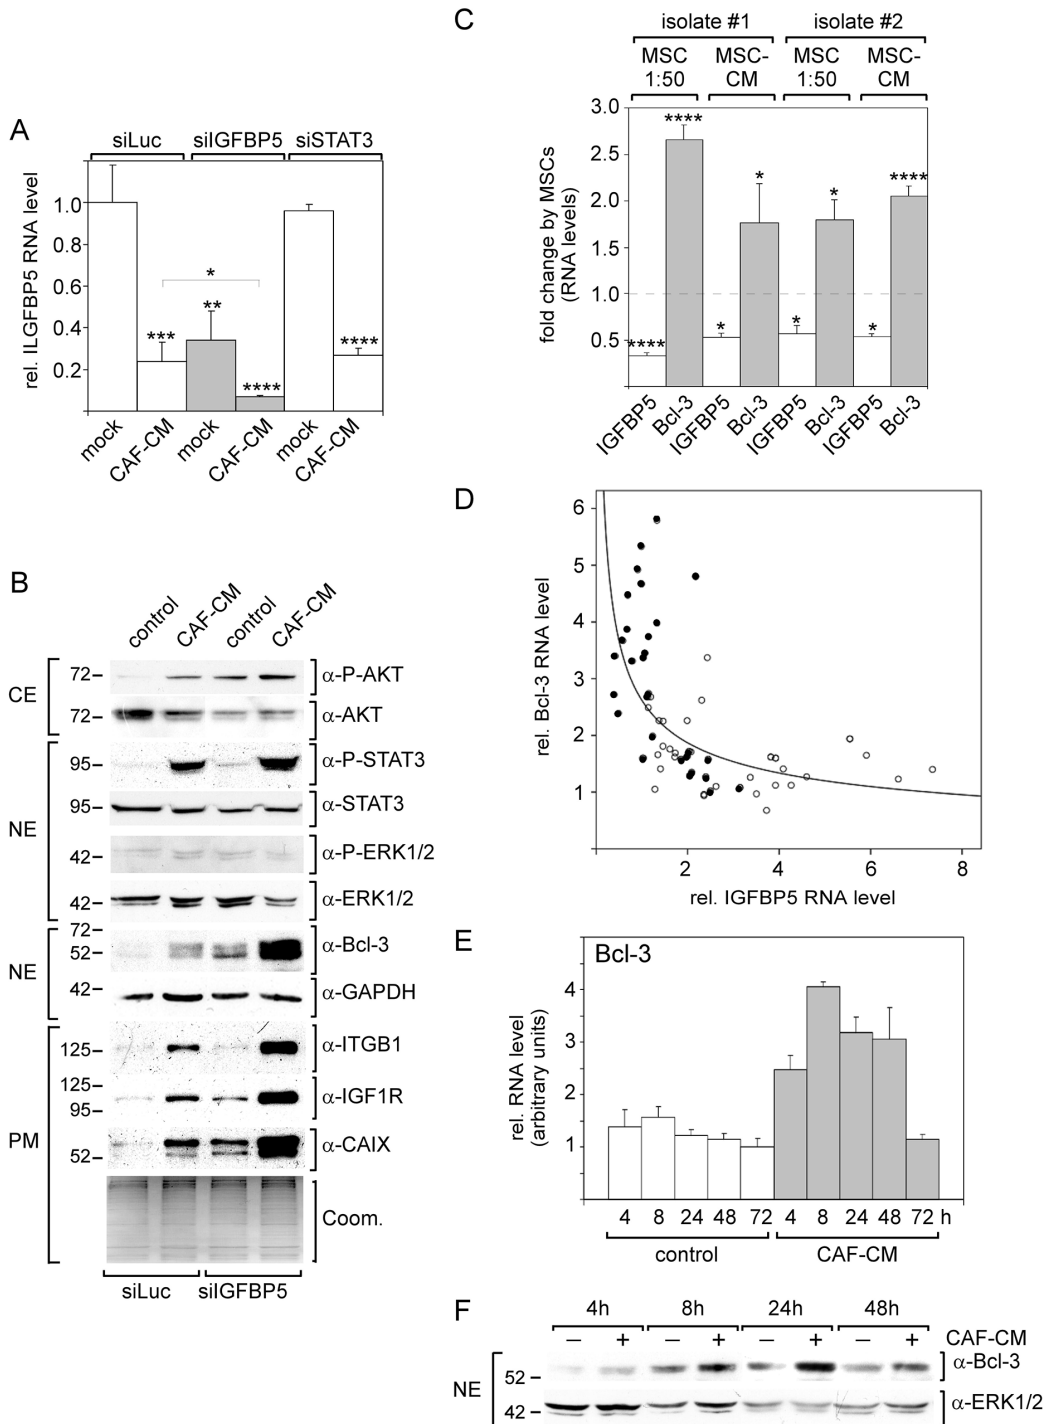 A
siLuc siIGFBP5 siSTAT3
rel. ILGFBP5 RNA level
1.0
0.8
0.6
0.4
0.2
*
***
**
****
****
mock CAF-CM mock CAF-CM mock CAF-CM
B
control CAF-CM control CAF-CM
CE
72 α-P-AKT
72 α-AKT
NE
95 α-P-STAT3
95 α-STAT3
42 α-P-ERK1/2
42 α-ERK1/2
NE
72
52 α-Bcl-3
42 α-GAPDH
PM
125 α-ITGB1
125
95 α-IGF1R
52 α-CAIX
Coom.
siLuc siIGFBP5
C
isolate #1 isolate #2
MSC 1:50 MSC-CM MSC 1:50 MSC-CM
fold change by MSCs
(RNA levels)
3.0
2.5
2.0
1.5
1.0
0.5
**** **** * * * * * ****
IGFBP5 Bcl-3 IGFBP5 Bcl-3 IGFBP5 Bcl-3 IGFBP5 Bcl-3
D
rel. Bcl-3 RNA level
6
5
4
3
2
1
2 4 6 8
rel. IGFBP5 RNA level
E
Bcl-3
rel. RNA level
(arbitrary units)
4
3
2
1
4 8 24 48 72 4 8 24 48 72 h
control CAF-CM
F
4h 8h 24h 48h
– + – + – + – + CAF-CM
NE
52 α-Bcl-3
42 α-ERK1/2